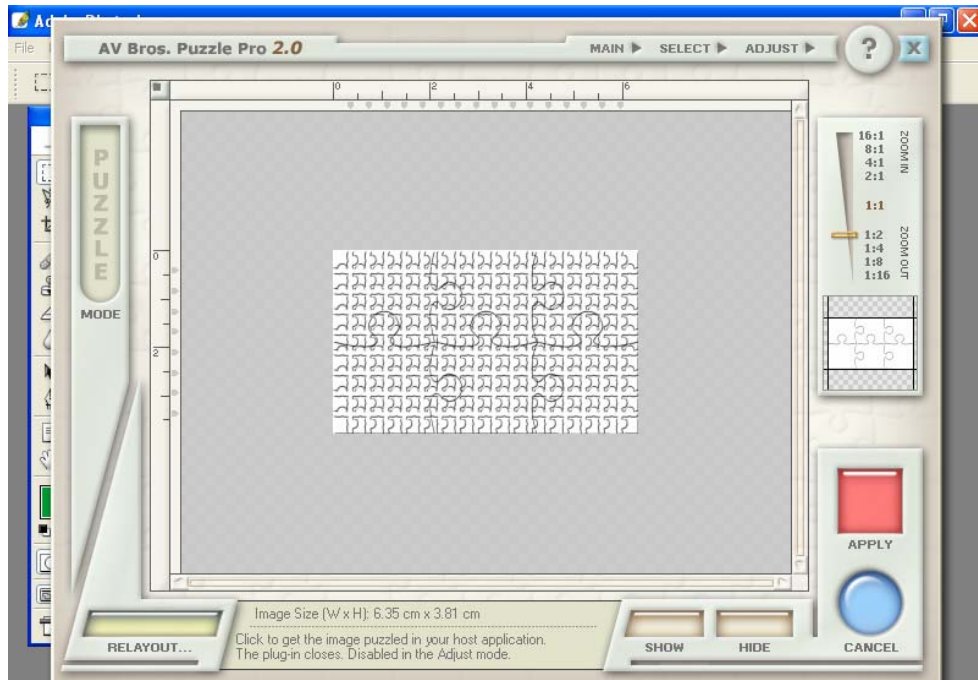 File
AV Bros. Puzzle Pro 2.0
MAIN SELECT ADJUST ? X
0 2 4 6
PUZZLE
MODE
0
2
16:1
8:1
4:1
2:1
1:1
1:2
1:4
1:8
1:16
ZOOM IN
ZOOM OUT
APPLY
CANCEL
RELAYOUT...
Image Size (W x H): 6.35 cm x 3.81 cm
Click to get the image puzzled in your host application.
The plug-in closes. Disabled in the Adjust mode.
SHOW HIDE